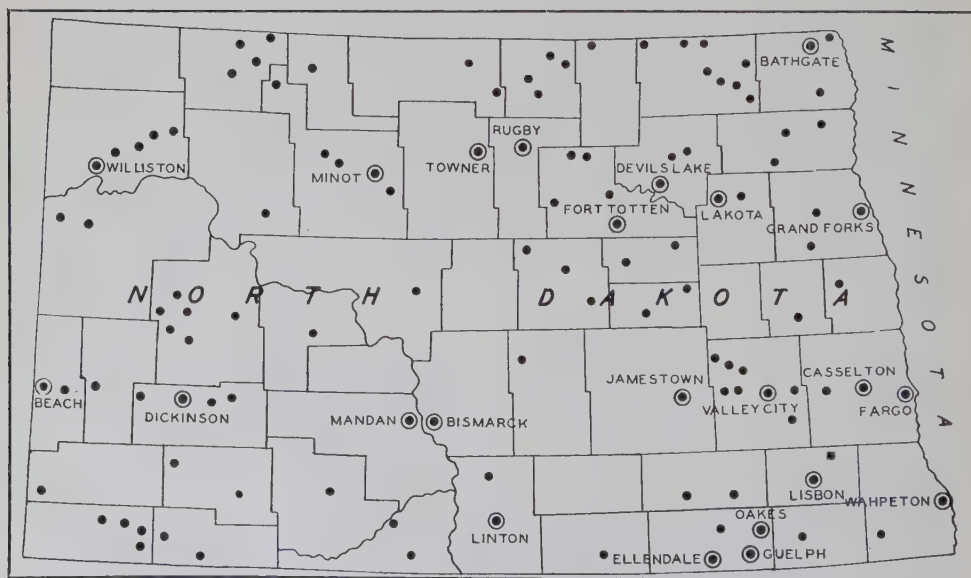 BATHGATE
MINNESOTA
RUGBY
WILLISTON
MINOT
TOWNER
DEVILS LAKE
FORT TOTTEN
LAKOTA
GRAND FORKS
NORTH DAKOTA
BEACH
DICKINSON
MANDAN
BISMARCK
JAMESTOWN
VALLEY CITY
CASSELTON
FARGO
LISBON
WAHPETON
LINTON
OAKES
ELLENDALE
GUELPH